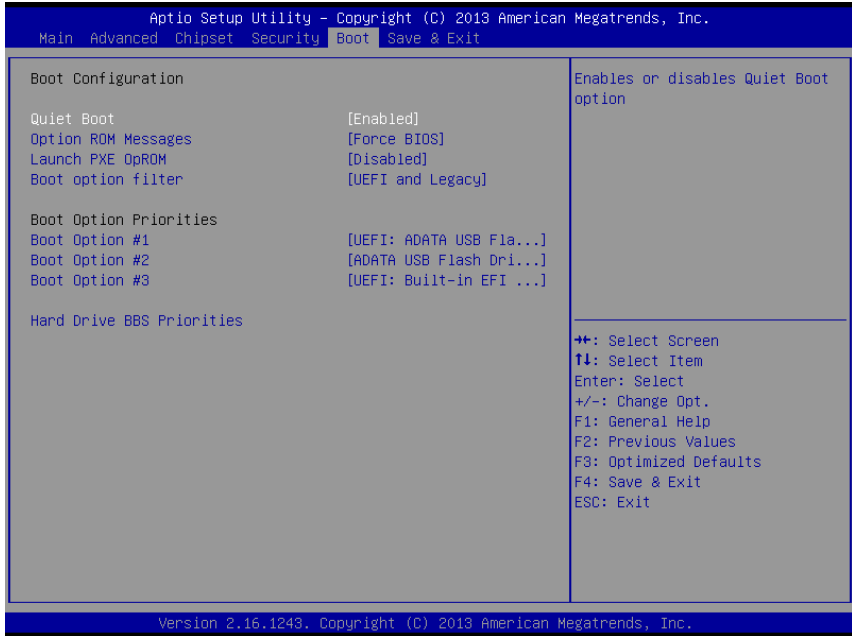 Aptio Setup Utility – Copyright (C) 2013 American Megatrends, Inc.
Main Advanced Chipset Security Boot Save & Exit
Boot Configuration
Quiet Boot [Enabled]
Option ROM Messages [Force BIOS]
Launch PXE OpROM [Disabled]
Boot option filter [UEFI and Legacy]
Boot Option Priorities
Boot Option #1 [UEFI: ADATA USB Fla...]
Boot Option #2 [ADATA USB Flash Dri...]
Boot Option #3 [UEFI: Built-in EFI ...]
Hard Drive BBS Priorities
Enables or disables Quiet Boot
option
→←: Select Screen
↑↓: Select Item
Enter: Select
+/-: Change Opt.
F1: General Help
F2: Previous Values
F3: Optimized Defaults
F4: Save & Exit
ESC: Exit
Version 2.16.1243. Copyright (C) 2013 American Megatrends, Inc.